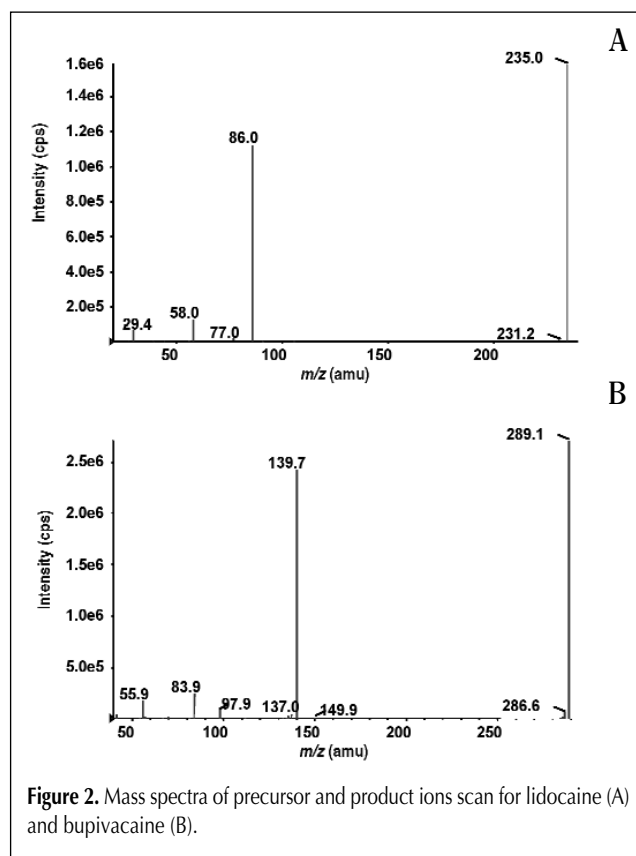 A
1.6e6
235.0
1.4e6
1.2e6
86.0
1.0e6
8.0e5
6.0e5
4.0e5
2.0e5
Intensity (cps)
29.4
58.0
77.0
231.2
50 100 150 200
m/z (amu)
B
289.1
2.5e6
139.7
2.0e6
1.5e6
1.0e6
5.0e5
Intensity (cps)
55.9
83.9
97.9
137.0
149.9
286.6
50 100 150 200 250
m/z (amu)
Figure 2. Mass spectra of precursor and product ions scan for lidocaine (A)
and bupivacaine (B).